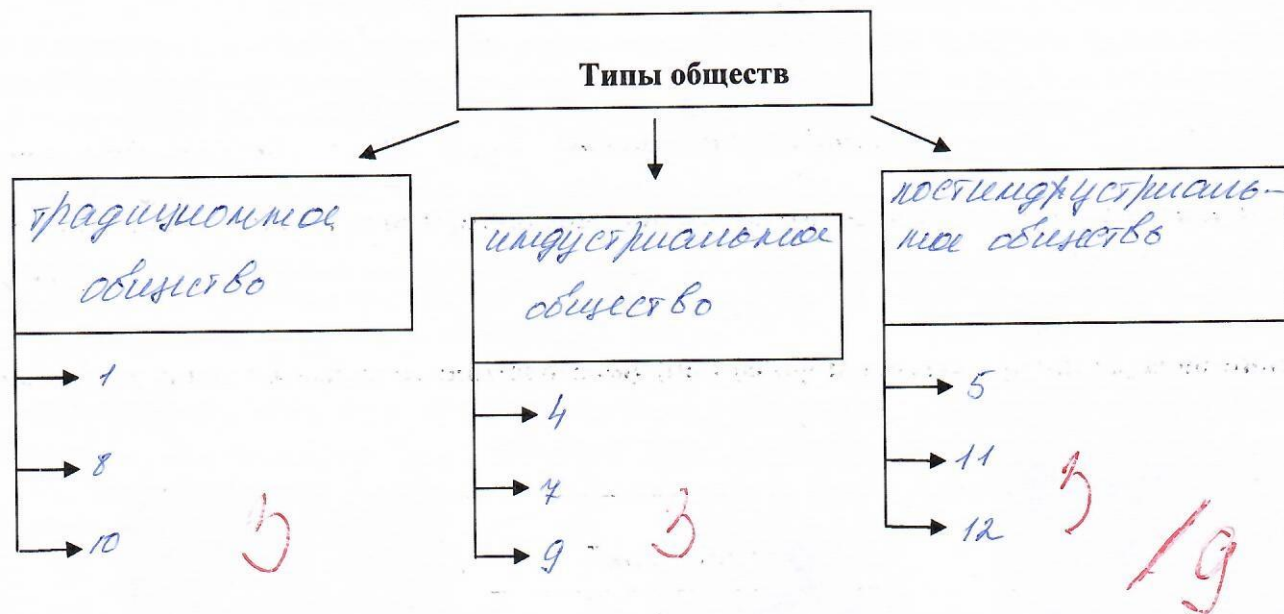 Типы обществ
традиционное
общество
1
8
10
3
индустриальное
общество
4
7
9
3
постиндрустриаль-
ное общество
5
11
12
3
/9